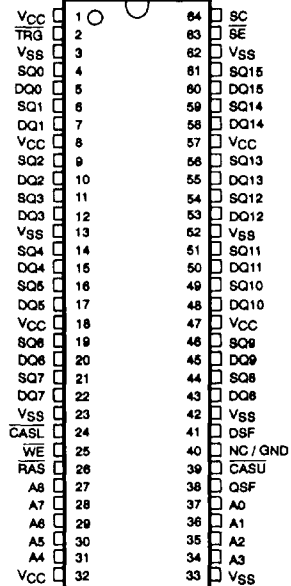 VCC 1 64 SC
TRG 2 63 SE
VSS 3 62 VSS
SQ0 4 61 SQ15
DQ0 5 60 DQ15
SQ1 6 59 SQ14
DQ1 7 58 DQ14
VCC 8 57 VCC
SQ2 9 56 SQ13
DQ2 10 55 DQ13
SQ3 11 54 SQ12
DQ3 12 53 DQ12
VSS 13 52 VSS
SQ4 14 51 SQ11
DQ4 15 50 DQ11
SQ5 16 49 SQ10
DQ5 17 48 DQ10
VCC 18 47 VCC
SQ6 19 46 SQ9
DQ6 20 45 DQ9
SQ7 21 44 SQ8
DQ7 22 43 DQ8
VSS 23 42 VSS
CASL 24 41 DSF
WE 25 40 NC / GND
RAS 26 39 CASU
A8 27 38 QSF
A7 28 37 A0
A6 29 36 A1
A5 30 35 A2
A4 31 34 A3
VCC 32 33 VSS